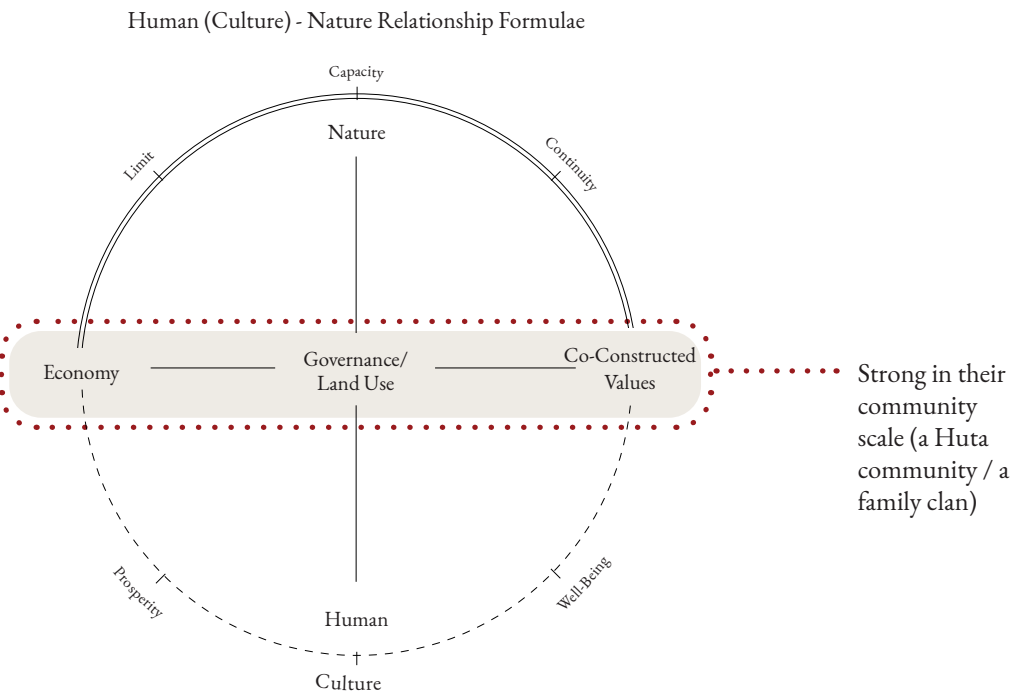 Human (Culture) - Nature Relationship Formulae
Capacity
Nature
Limit
Continuity
Economy
Governance/
Land Use
Co-Constructed
Values
Strong in their
community
scale (a Huta
community / a
family clan)
Prosperity
Well-Being
Human
Culture